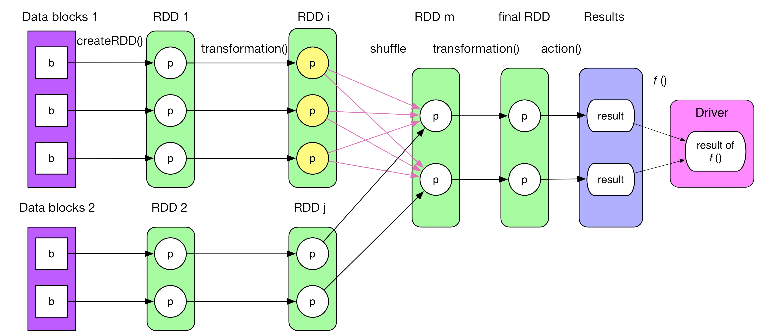 Data blocks 1
RDD 1
RDD i
RDD m
final RDD
Results
createRDD()
transformation()
shuffle
transformation()
action()
f ()
b
p
p
b
p
p
b
p
p
p
p
result
p
p
result
Driver
result of
f ()
Data blocks 2
RDD 2
RDD j
b
p
p
b
p
p